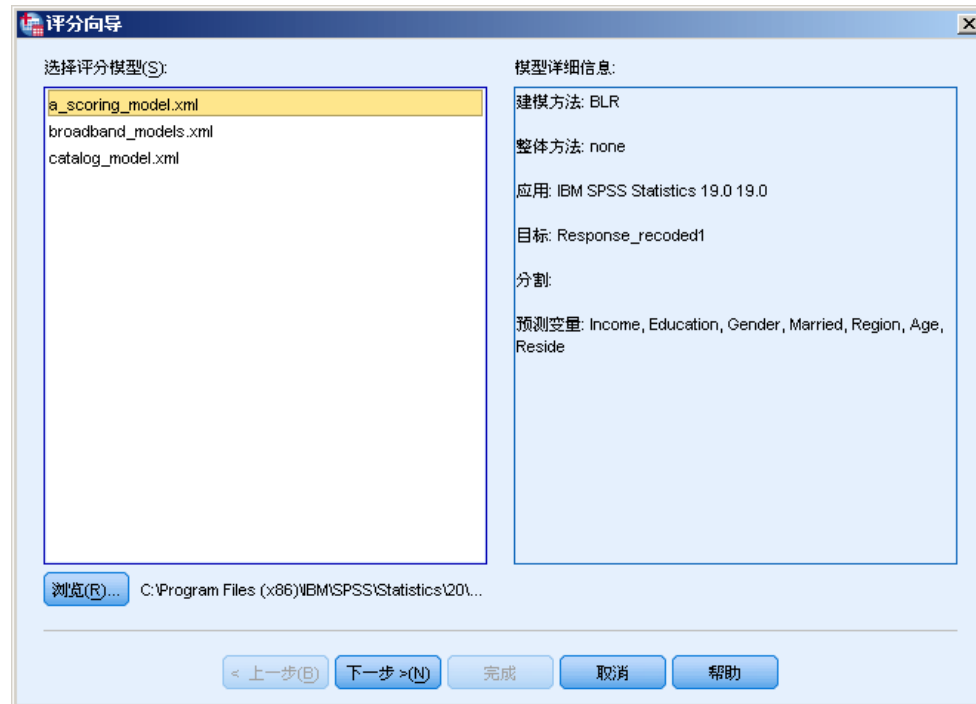 评分向导
选择评分模型(S):
a_scoring_model.xml
broadband_models.xml
catalog_model.xml
模型详细信息:
建模方法: BLR
整体方法: none
应用: IBM SPSS Statistics 19.0 19.0
目标: Response_recoded1
分割:
预测变量: Income, Education, Gender, Married, Region, Age,
Reside
浏览(R)... C:\Program Files (x86)\IBM\SPSS\Statistics\20\...
< 上一步(B) 下一步 >(N) 完成 取消 帮助